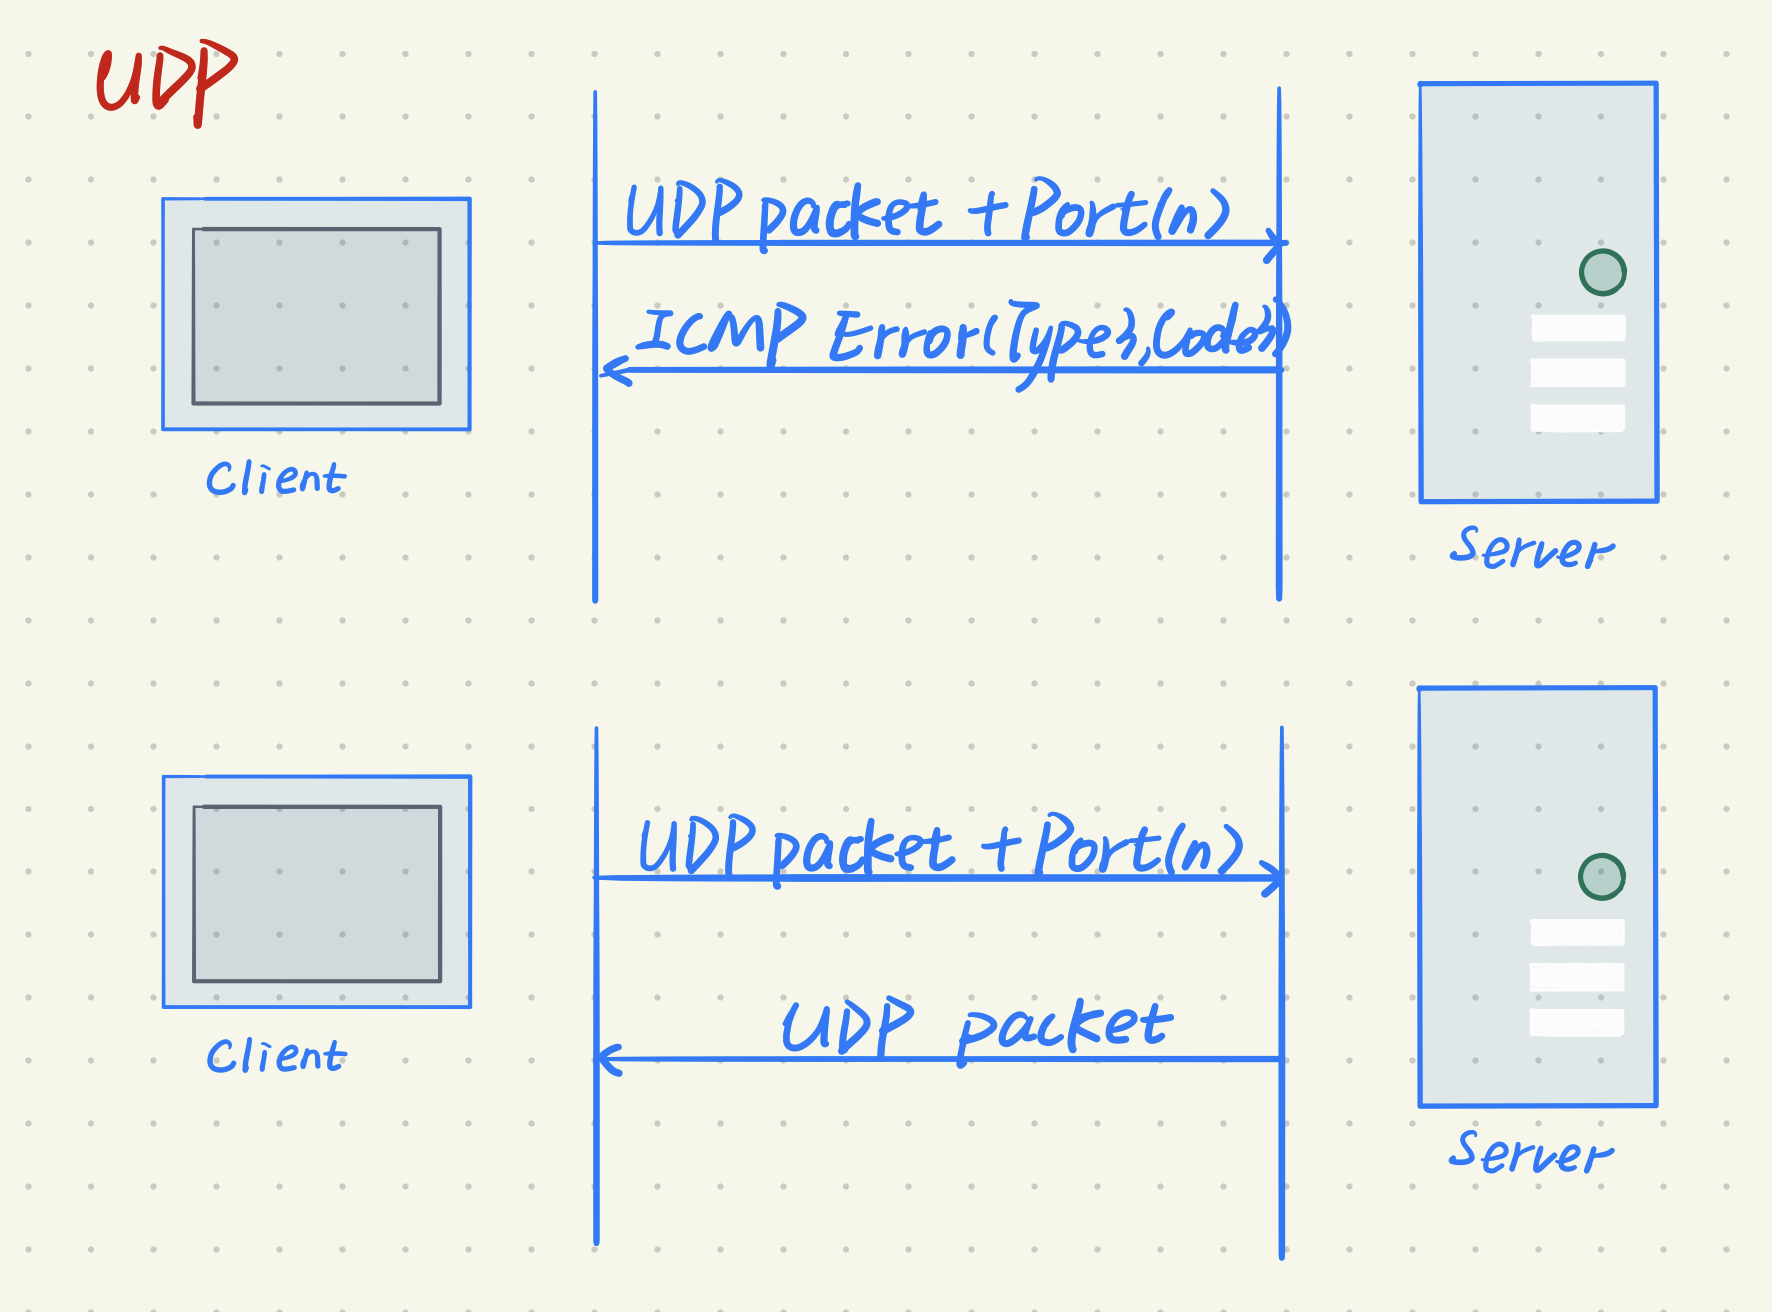 UDP
UDP packet + Port(n)
ICMP Error(Type3,Code3)
Client
Server
UDP packet + Port(n)
UDP packet
Client
Server